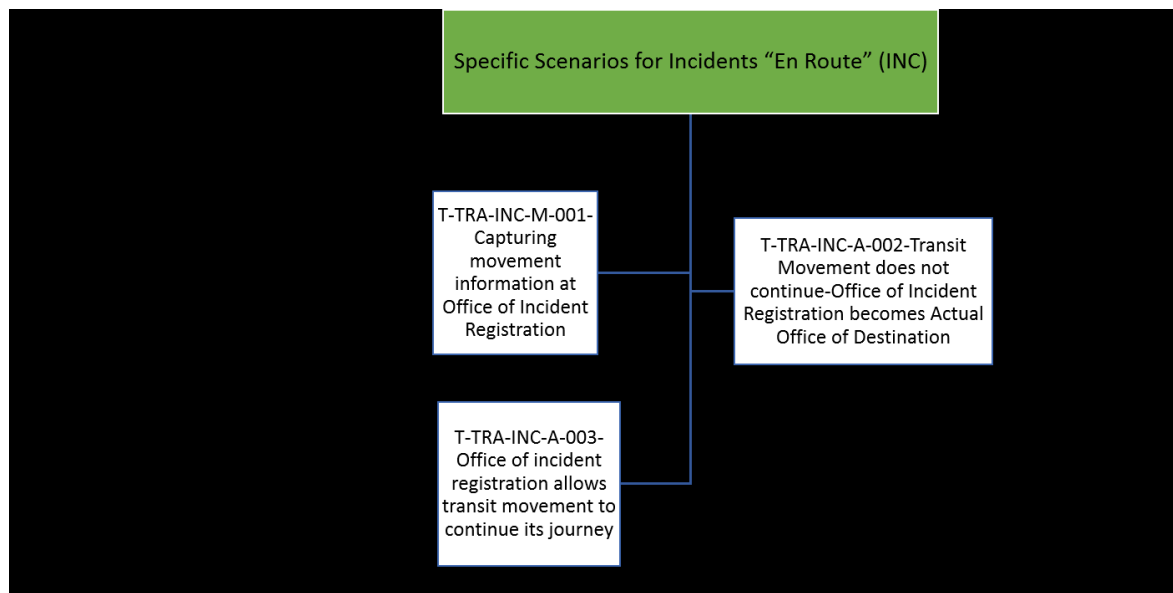 Specific Scenarios for Incidents “En Route” (INC)
T-TRA-INC-M-001-
Capturing
movement
information at
Office of Incident
Registration
T-TRA-INC-A-002-Transit
Movement does not
continue-Office of Incident
Registration becomes Actual
Office of Destination
T-TRA-INC-A-003-
Office of incident
registration allows
transit movement to
continue its journey